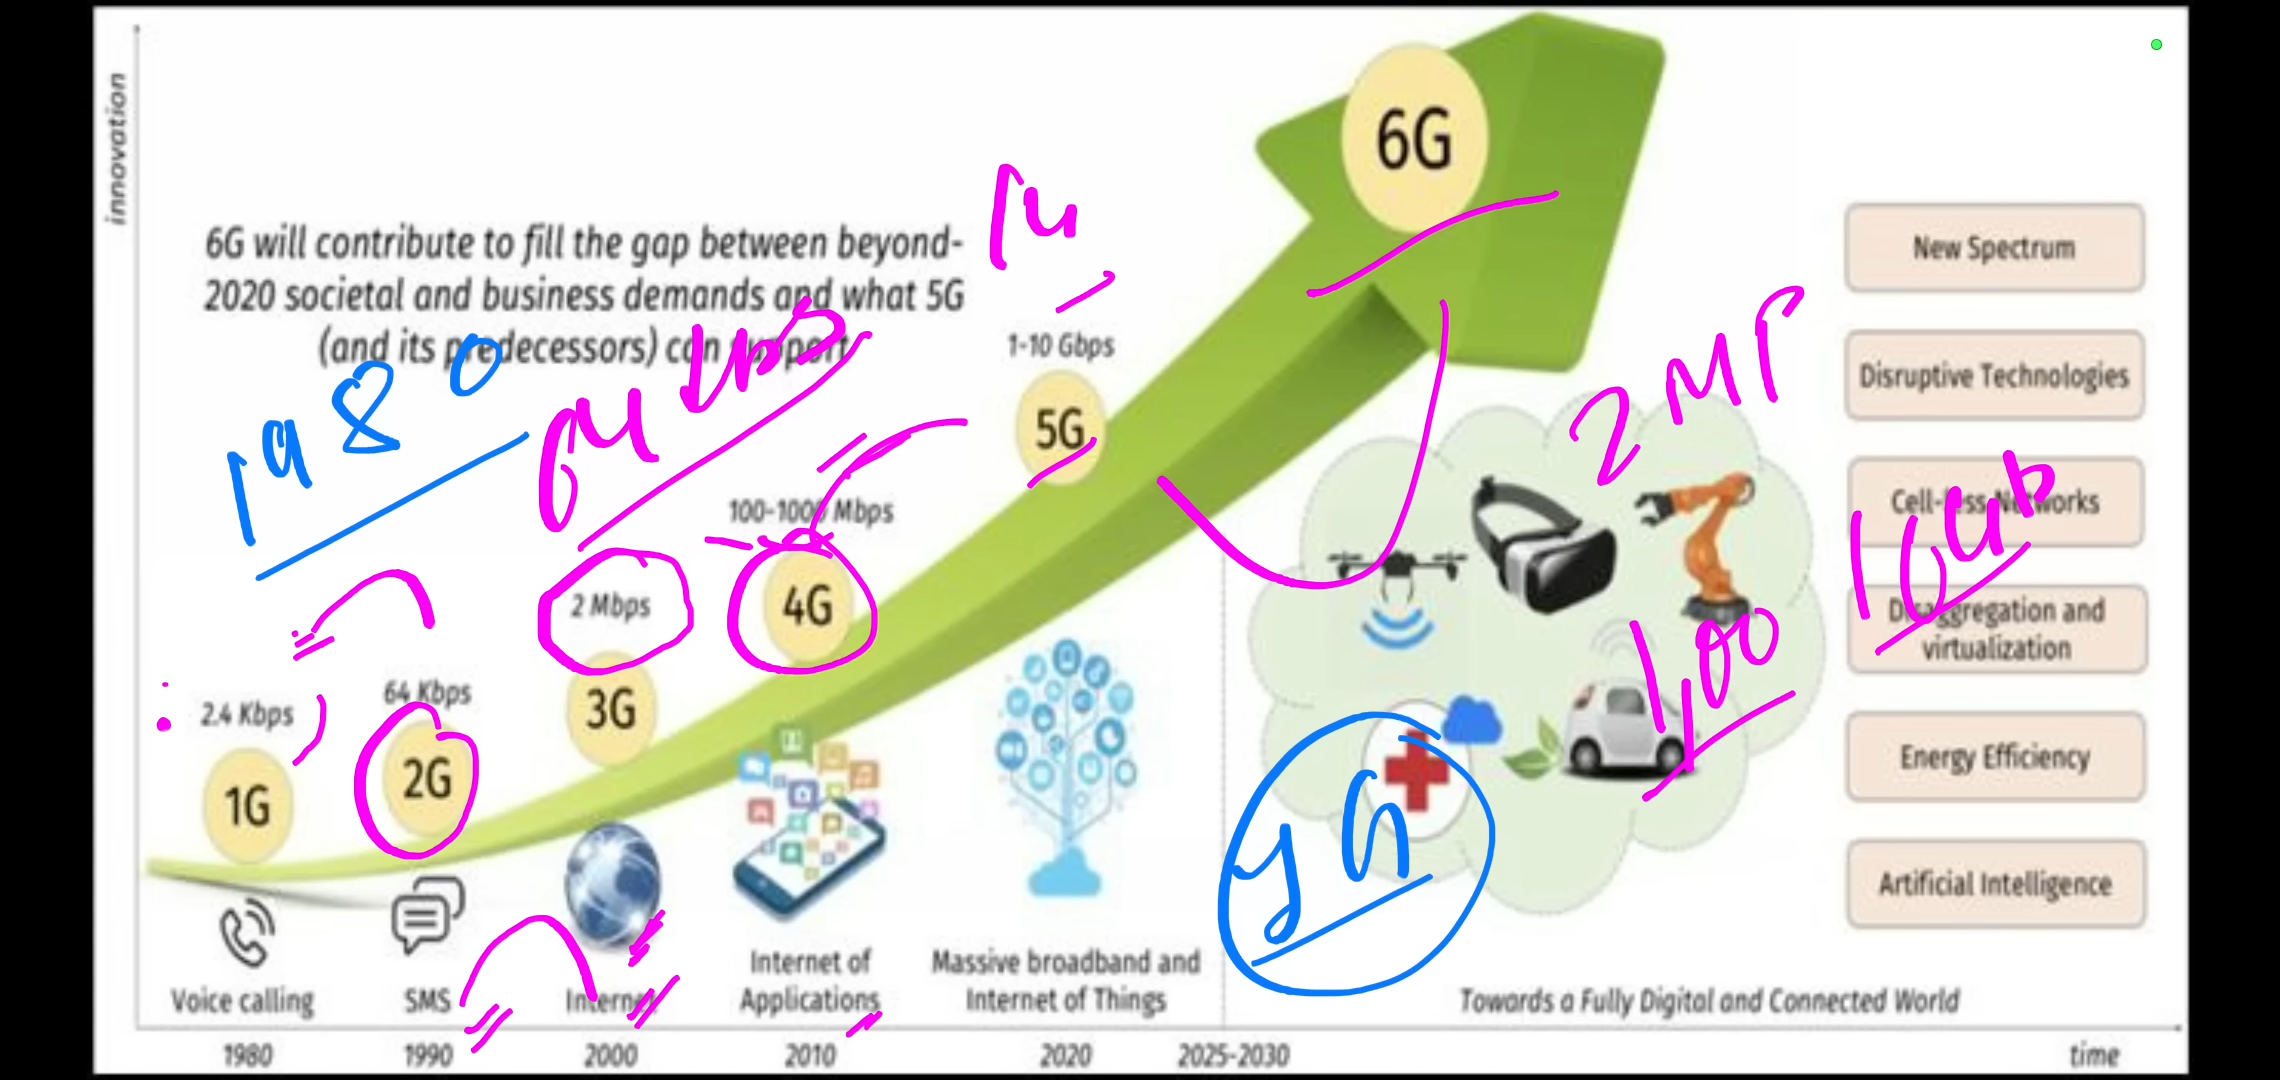 innovation
6G
6G will contribute to fill the gap between beyond-
2020 societal and business demands and what 5G
(and its predecessors) can support
1980
64 kbps
1-10 Gbps
5G
100-1000 Mbps
4G
2 Mbps
3G
64 Kbps
2G
2.4 Kbps
1G
2 MP
100
New Spectrum
Disruptive Technologies
Cell-less Networks
Disaggregation and
virtualization
Energy Efficiency
Artificial Intelligence
Voice calling
SMS
Internet
Internet of
Applications
Massive broadband and
Internet of Things
Towards a Fully Digital and Connected World
1980
1990
2000
2010
2020
2025-2030
time